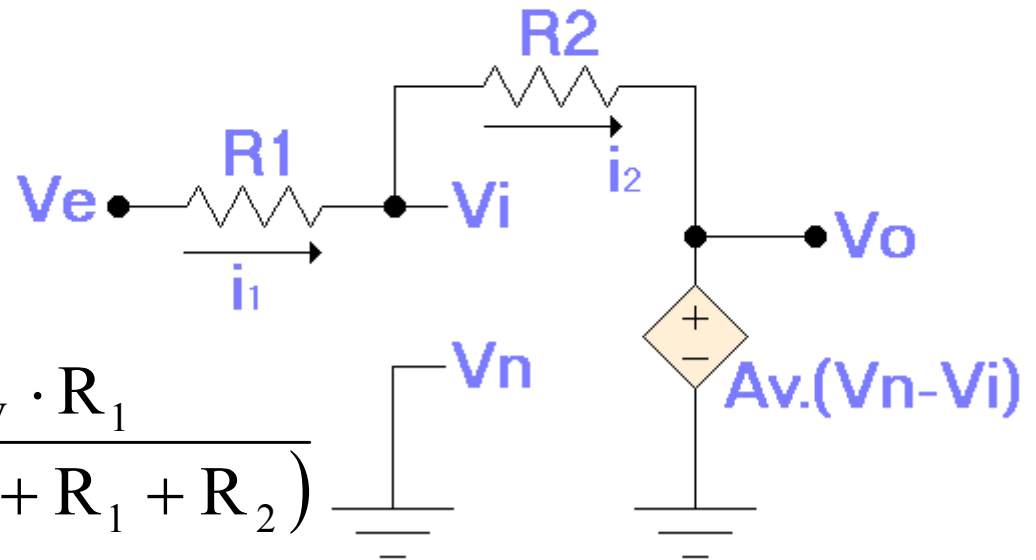 R2
i2
R1
Ve
Vi
i1
Vo
+
−
Vn
Av.(Vn-Vi)
· R1
+ R1 + R2 )